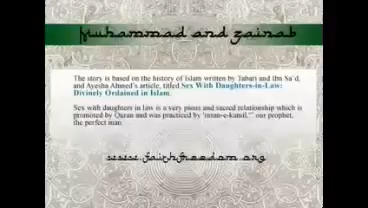 Muhammad and Zainab
The story is based on the history of Islam written by Tabari and Ibn Sa'd,
and Ayesha Ahmed's article, titled Sex With Daughters-in-Law:
Divinely Ordained in Islam.
Sex with daughters in law is a very pious and sacred relationship which is
promoted by Quran and was practiced by 'insan-e-kamil,'" our prophet,
the perfect man.
www.faithfreedom.org